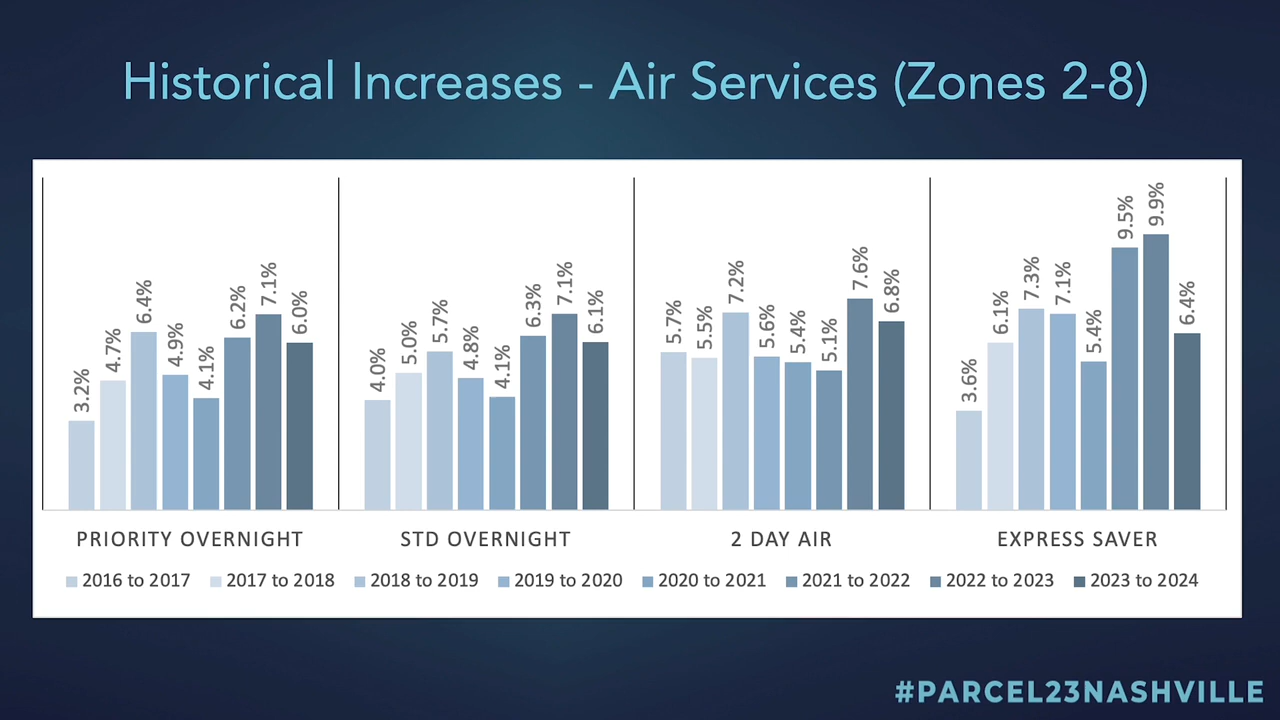 Historical Increases - Air Services (Zones 2-8)
3.2% 4.7% 6.4% 4.9% 4.1% 6.2% 7.1% 6.0%
4.0% 5.0% 5.7% 4.8% 4.1% 6.3% 7.1% 6.1%
5.7% 5.5% 7.2% 5.6% 5.4% 5.1% 7.6% 6.8%
3.6% 6.1% 7.3% 7.1% 5.4% 9.5% 9.9% 6.4%
PRIORITY OVERNIGHT STD OVERNIGHT 2 DAY AIR EXPRESS SAVER
2016 to 2017 2017 to 2018 2018 to 2019 2019 to 2020 2020 to 2021 2021 to 2022 2022 to 2023 2023 to 2024
#PARCEL23NASHVILLE